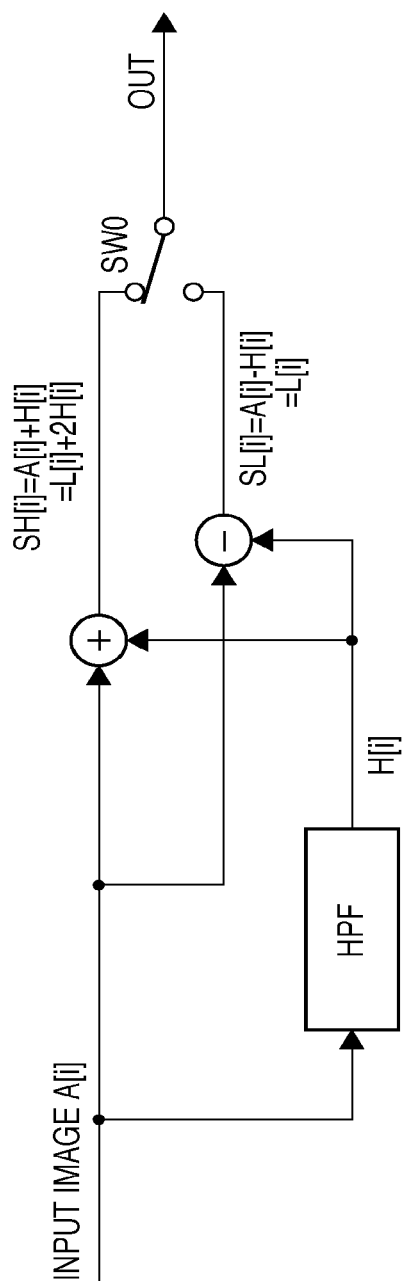 INPUT IMAGE A[i]
HPF
H[i]
+
-
SH[i]=A[i]+H[i]
=L[i]+2H[i]
SL[i]=A[i]-H[i]
=L[i]
SW0
OUT